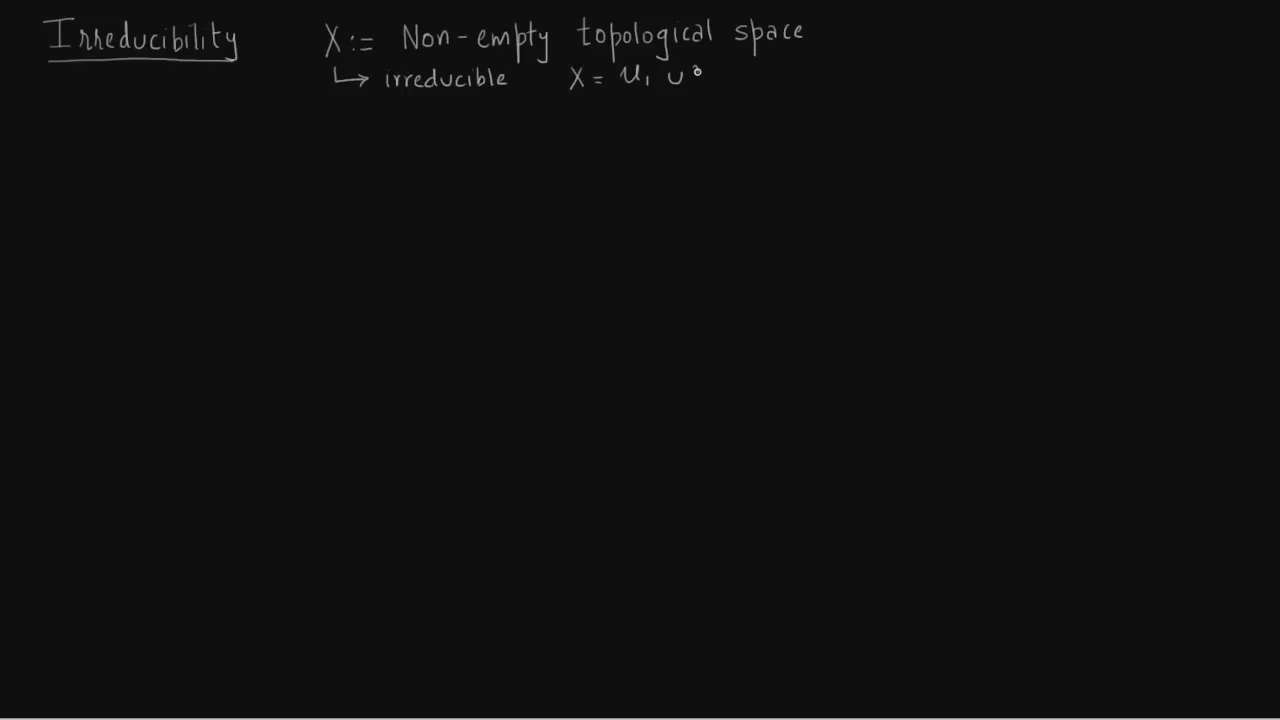 Irreducibility X := Non-empty topological space
↳ irreducible X = U₁ ∪